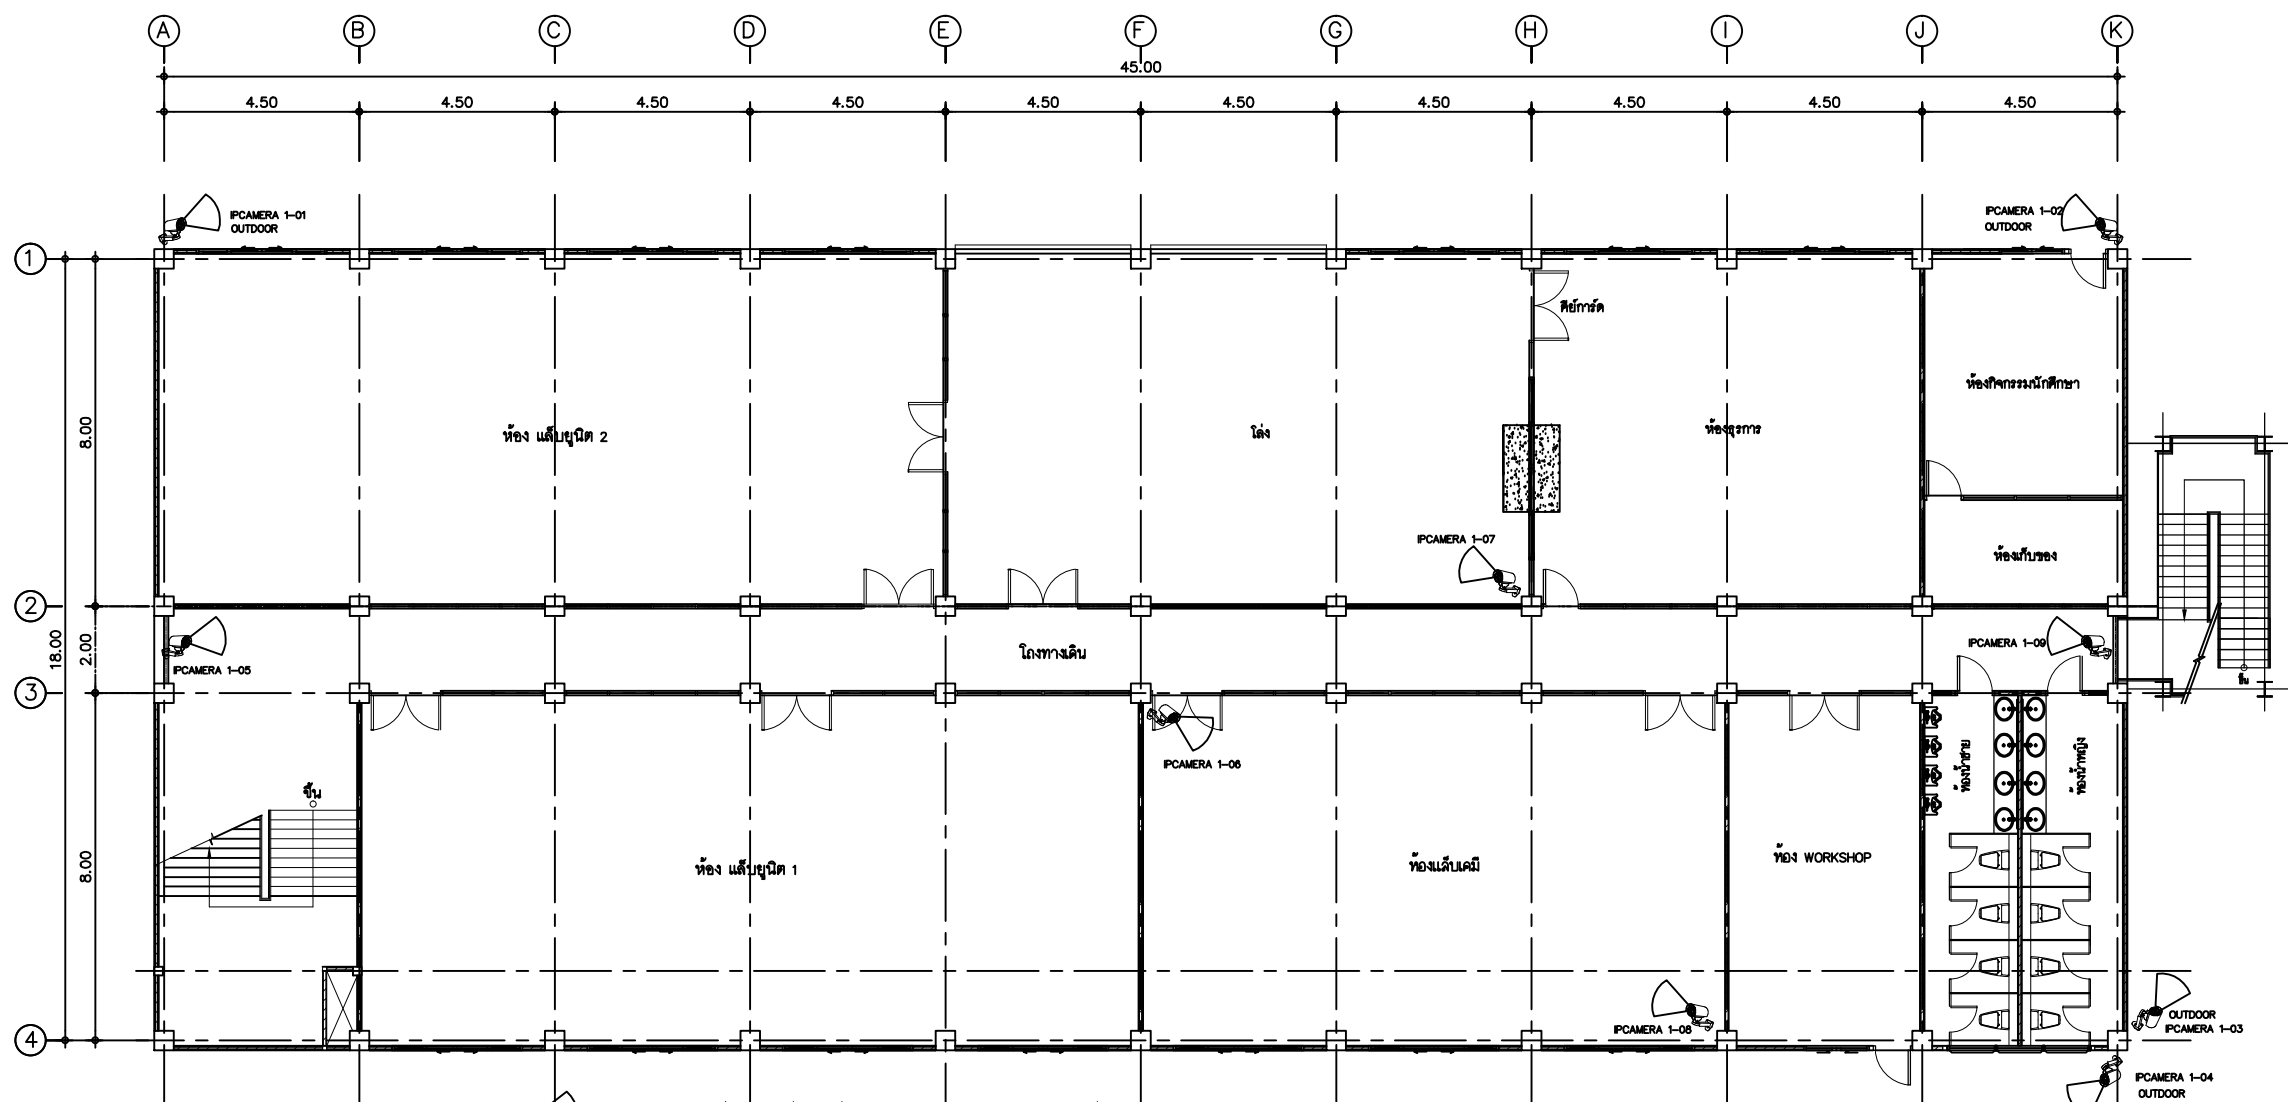 A B C D E F G H I J K
45.00
4.50 4.50 4.50 4.50 4.50 4.50 4.50 4.50 4.50 4.50
IPCAMERA 1-01
OUTDOOR
IPCAMERA 1-02
OUTDOOR
1
คีย์การ์ด
ห้องกิจกรรมนักศึกษา
8.00
ห้อง แล็บยูนิต 2
โล่ง
ห้องธุรการ
IPCAMERA 1-07
ห้องเก็บของ
2
18.00
2.00
IPCAMERA 1-05
โถงทางเดิน
IPCAMERA 1-09
ขึ้น
3
IPCAMERA 1-06
ห้องน้ำชาย
ห้องน้ำหญิง
ขึ้น
8.00
ห้อง แล็บยูนิต 1
ห้องแล็บเคมี
ห้อง WORKSHOP
IPCAMERA 1-08
OUTDOOR
IPCAMERA 1-03
4
IPCAMERA 1-04
OUTDOOR